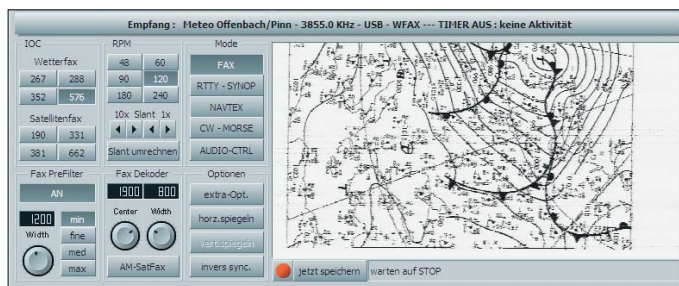 Empfang : Meteo Offenbach/Pinn - 3855.0 KHz - USB - WFAX --- TIMER AUS : keine Aktivität
IOC
Wetterfax
267 288
352 576
Satellitenfax
190 331
381 662
RPM
48 60
90 120
180 240
10x Slant 1x
Slant umrechnen
Mode
FAX
RTTY - SYNOP
NAVTEX
CW - MORSE
AUDIO-CTRL
Fax PreFilter
AN
1200 min
Width fine
med
max
Fax Dekoder
1900 800
Center Width
AM-SatFax
Optionen
extra-Opt.
horz.spiegeln
vert.spiegeln
invers sync.
jetzt speichern warten auf STOP